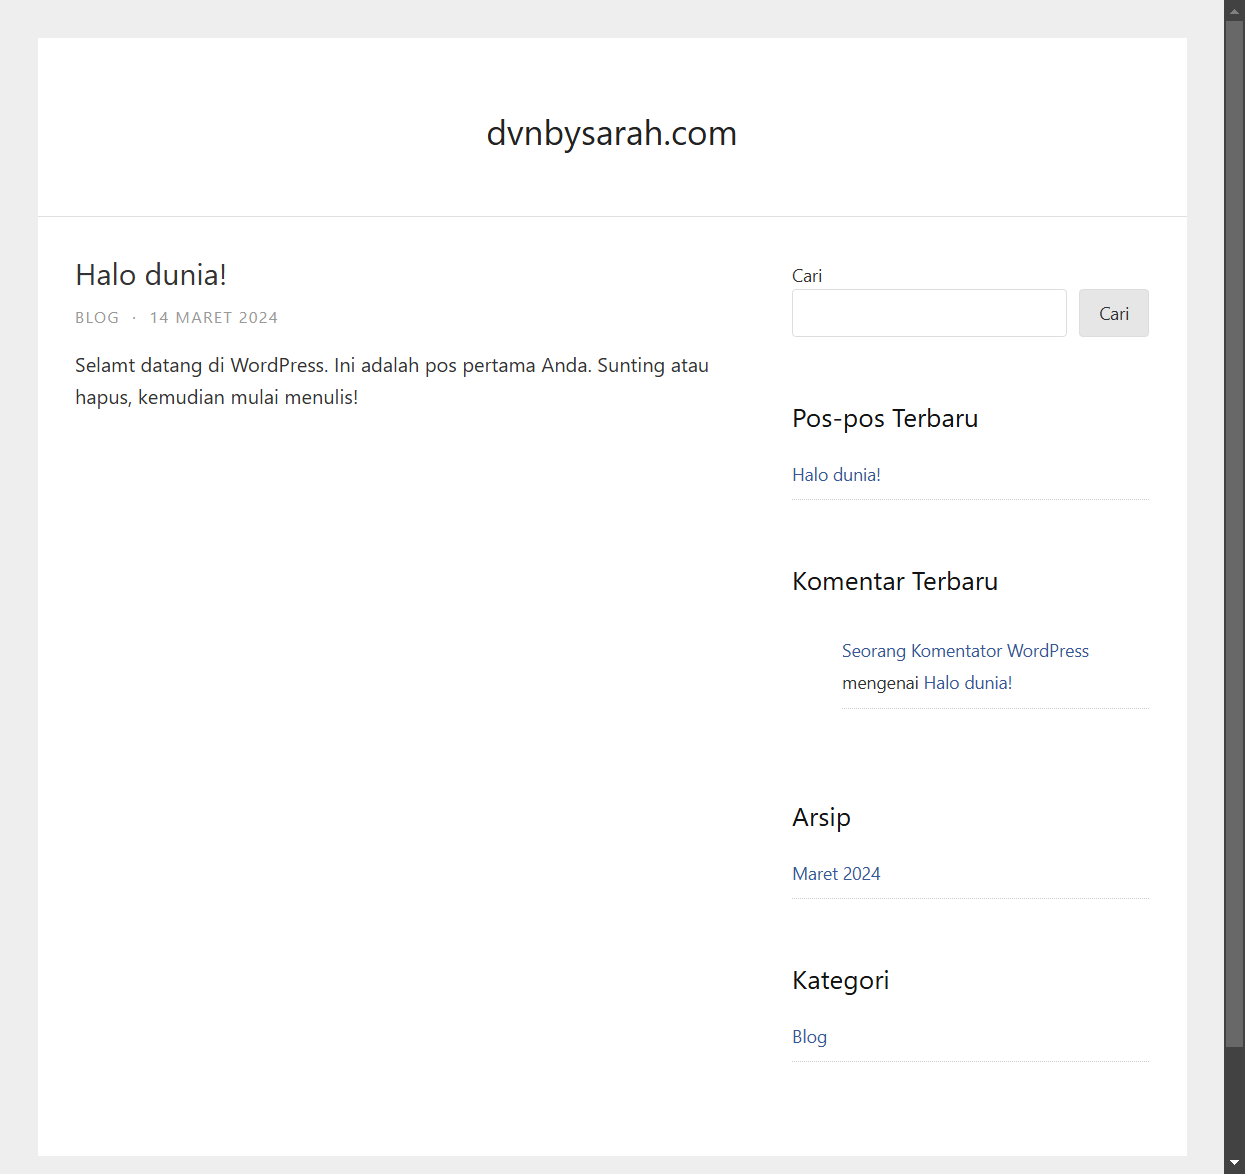 dvnbysarah.com
Halo dunia!
BLOG · 14 MARET 2024
Selamt datang di WordPress. Ini adalah pos pertama Anda. Sunting atau
hapus, kemudian mulai menulis!
Cari
Cari
Pos-pos Terbaru
Halo dunia!
Komentar Terbaru
Seorang Komentator WordPress
mengenai Halo dunia!
Arsip
Maret 2024
Kategori
Blog